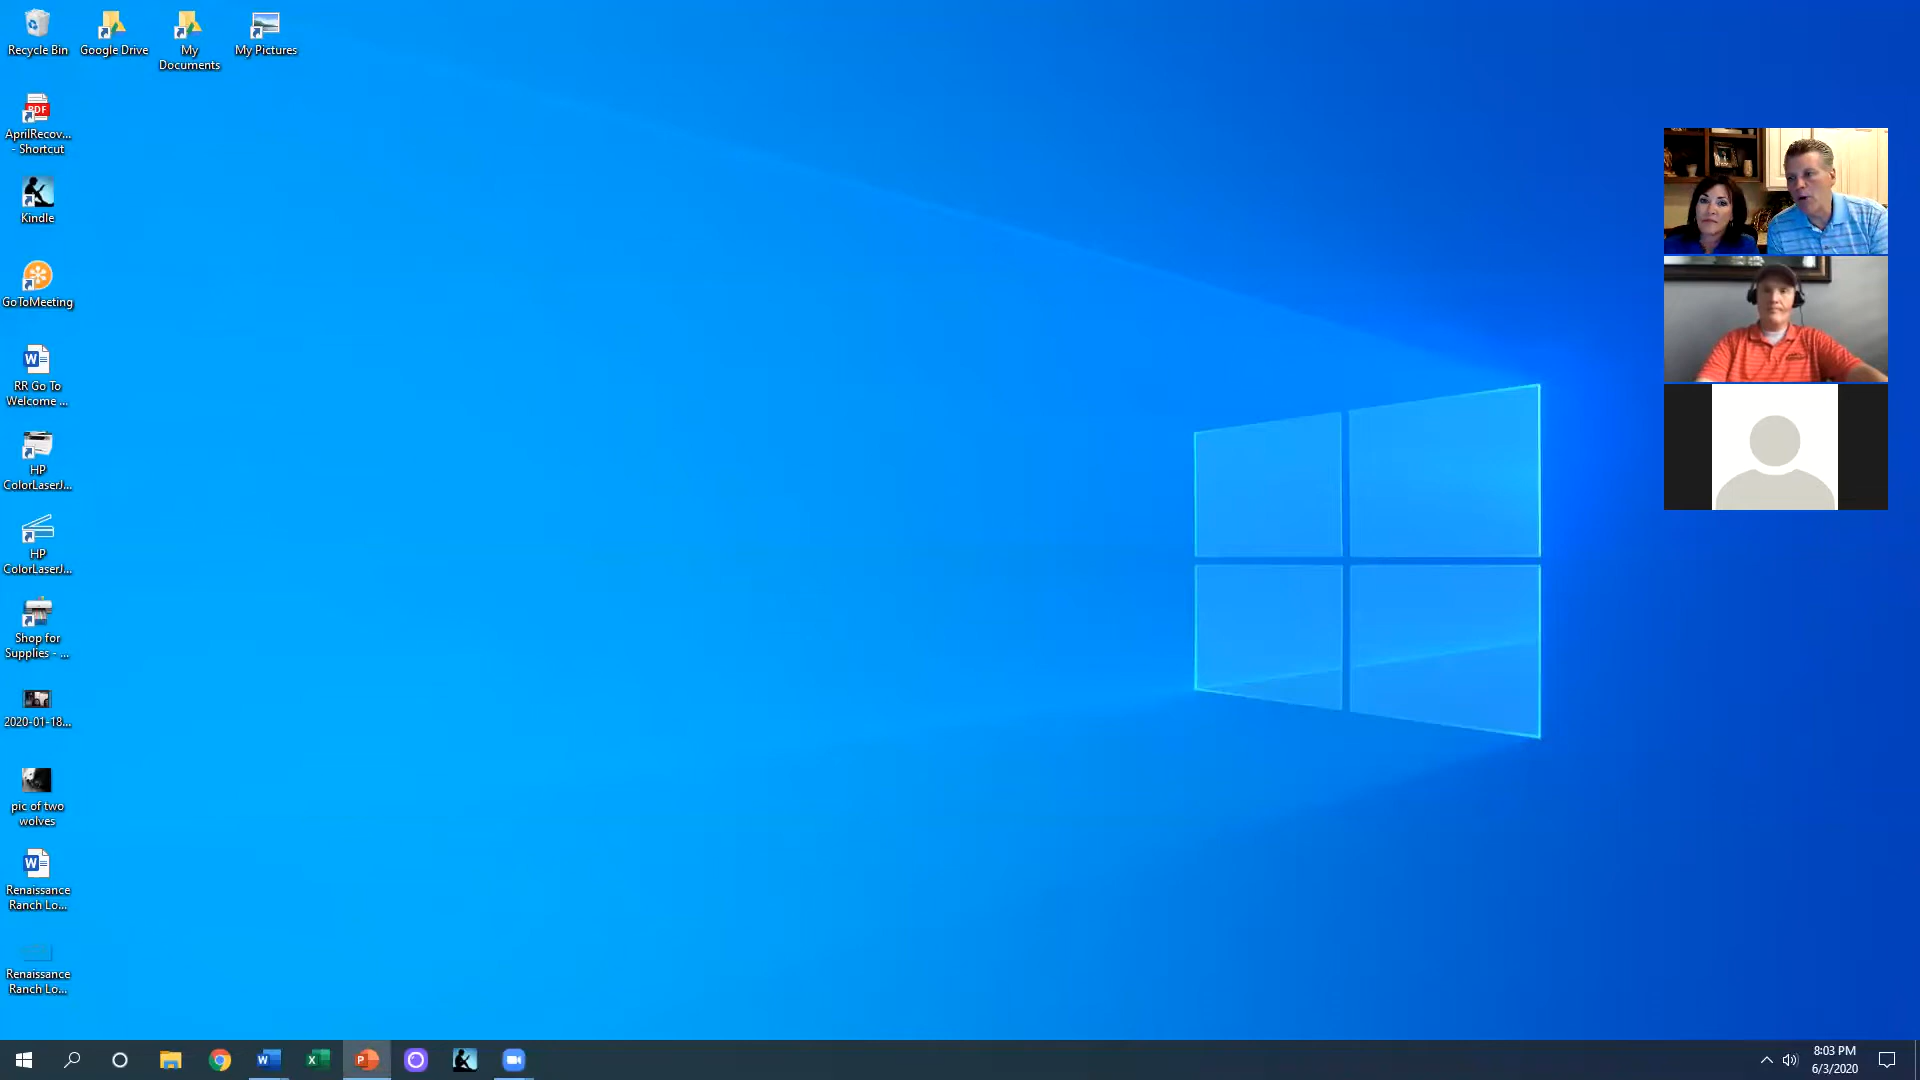 Recycle Bin
Google Drive
My
Documents
My Pictures
PDF
AprilRecov...
- Shortcut
Kindle
GoToMeeting
W
RR Go To
Welcome ...
HP
ColorLaserJ...
HP
ColorLaserJ...
Shop for
Supplies - ...
2020-01-18...
pic of two
wolves
W
Renaissance
Ranch Lo...
Renaissance
Ranch Lo...
W
X
P
8:03 PM
6/3/2020